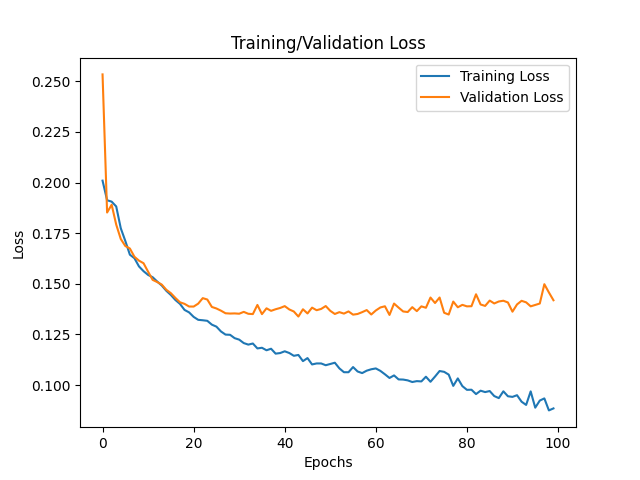 Training/Validation Loss
Training Loss
Validation Loss
0.250
0.225
0.200
0.175
0.150
0.125
0.100
Loss
0
20
40
60
80
100
Epochs